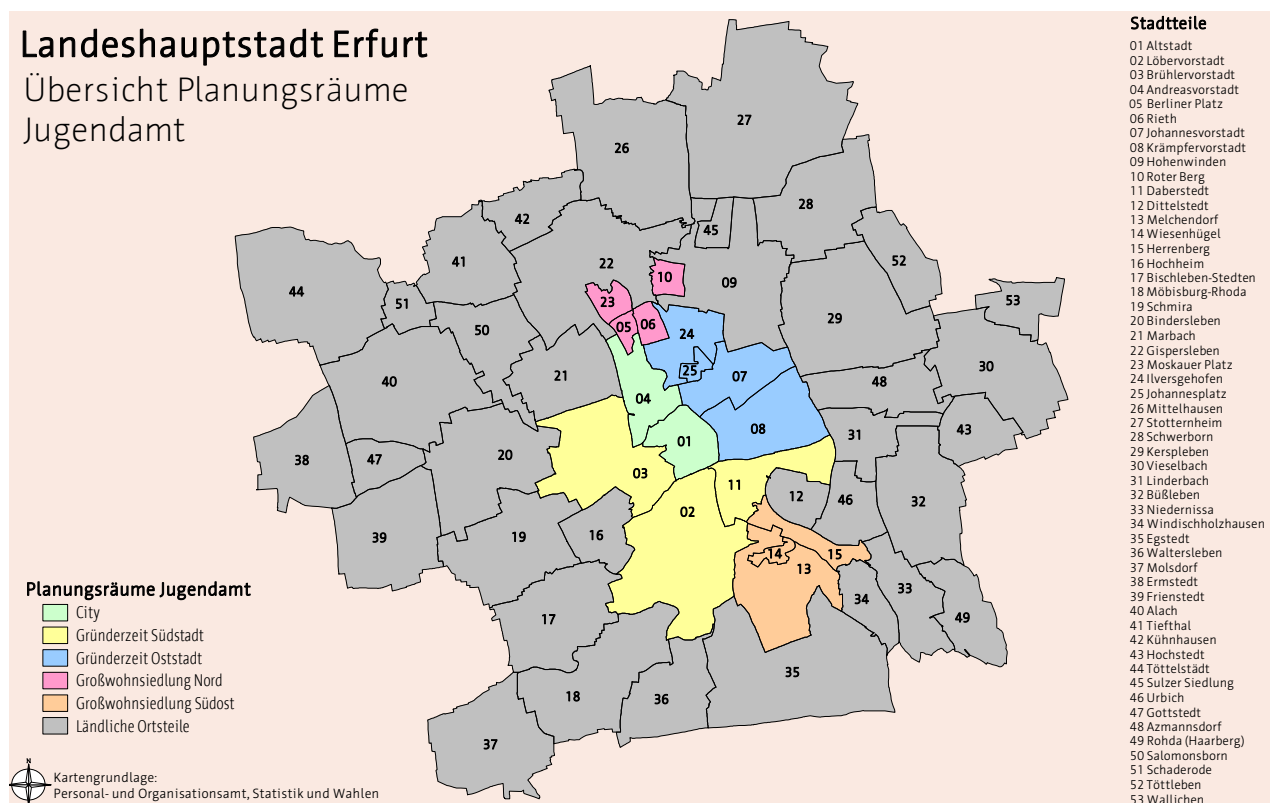 Landeshauptstadt Erfurt
Übersicht Planungsräume
Jugendamt
Stadtteile
01 Altstadt
02 Löbervorstadt
03 Brühlervorstadt
04 Andreasvorstadt
05 Berliner Platz
06 Rieth
07 Johannesvorstadt
08 Krämpfervorstadt
09 Hohenwinden
10 Roter Berg
11 Daberstedt
12 Dittelstedt
13 Melchendorf
14 Wiesenhügel
15 Herrenberg
16 Hochheim
17 Bischleben-Stedten
18 Möbisburg-Rhoda
19 Schmira
20 Bindersleben
21 Marbach
22 Gispersleben
23 Moskauer Platz
24 Ilversgehofen
25 Johannesplatz
26 Mittelhausen
27 Stotternheim
28 Schwerborn
29 Kerspleben
30 Vieselbach
31 Linderbach
32 Büßleben
33 Niedernissa
34 Windischholzhausen
35 Egstedt
36 Waltersleben
37 Molsdorf
38 Ermstedt
39 Frienstedt
40 Alach
41 Tiefthal
42 Kühnhausen
43 Hochstedt
44 Töttelstädt
45 Sulzer Siedlung
46 Urbich
47 Gottstedt
48 Azmannsdorf
49 Rohda (Haarberg)
50 Salomonsborn
51 Schaderode
52 Töttleben
53 Wallichen
27
26
28
42
45
41
52
22
10
09
44
53
51
23
05
06
24
50
29
25
30
21
07
40
48
04
08
43
01
31
38
47
20
03
11
12
46
32
02
39
19
16
14
15
13
33
34
49
17
35
18
36
37
Planungsräume Jugendamt
City
Gründerzeit Südstadt
Gründerzeit Oststadt
Großwohnsiedlung Nord
Großwohnsiedlung Südost
Ländliche Ortsteile
N
Kartengrundlage:
Personal- und Organisationsamt, Statistik und Wahlen